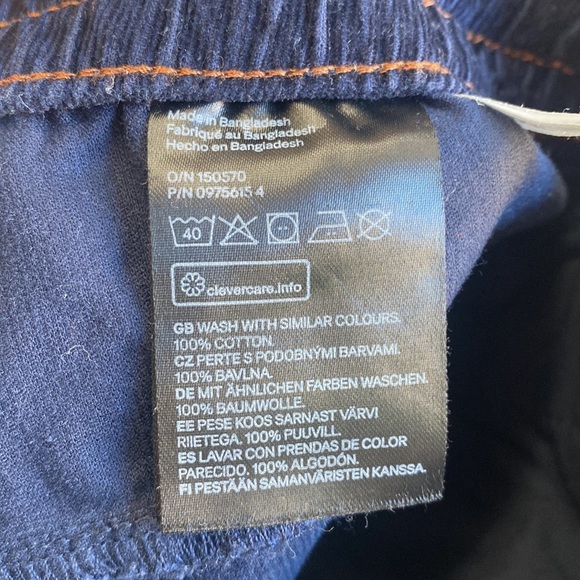 Made in Bangladesh
Fabriqué au Bangladesh
Hecho en Bangladesh
O/N 150570
P/N 0975615 4
40
clevercare.info
GB WASH WITH SIMILAR COLOURS.
100% COTTON.
CZ PERTE S PODOBNÝMI BARVAMI.
100% BAVLNA.
DE MIT ÄHNLICHEN FARBEN WASCHEN.
100% BAUMWOLLE.
EE PESE KOOS SARNAST VÄRVI
RIIETEGA. 100% PUUVILL.
ES LAVAR CON PRENDAS DE COLOR
PARECIDO. 100% ALGODÓN.
FI PESTÄÄN SAMANVÄRISTEN KANSSA.